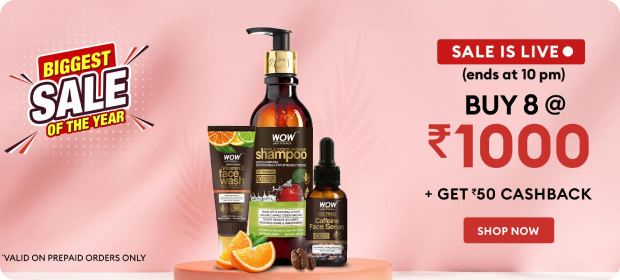 BIGGEST
SALE
OF THE YEAR
SALE IS LIVE
(ends at 10 pm)
BUY 8 @
₹1000
+ GET ₹50 CASHBACK
SHOP NOW
WOW
vitamin C
face
wash
WOW
shampoo
WOW
Caffeine
Face Serum
*VALID ON PREPAID ORDERS ONLY